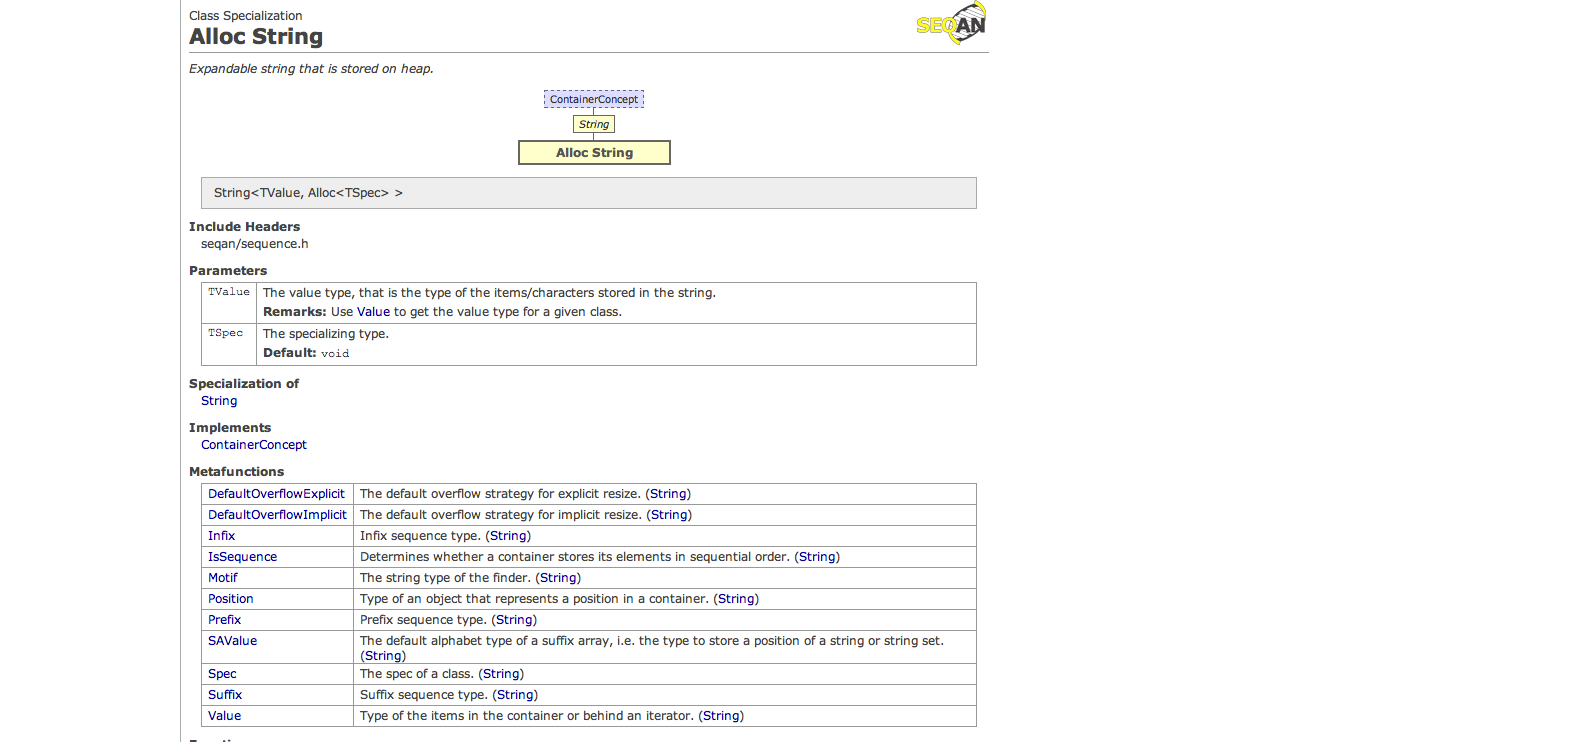 Class Specialization
Alloc String
SEQAN
Expandable string that is stored on heap.
ContainerConcept
String
Alloc String
String<TValue, Alloc<TSpec> >
Include Headers
seqan/sequence.h
Parameters
TValue The value type, that is the type of the items/characters stored in the string.
Remarks: Use Value to get the value type for a given class.
TSpec The specializing type.
Default: void
Specialization of
String
Implements
ContainerConcept
Metafunctions
DefaultOverflowExplicit The default overflow strategy for explicit resize. (String)
DefaultOverflowImplicit The default overflow strategy for implicit resize. (String)
Infix Infix sequence type. (String)
IsSequence Determines whether a container stores its elements in sequential order. (String)
Motif The string type of the finder. (String)
Position Type of an object that represents a position in a container. (String)
Prefix Prefix sequence type. (String)
SAValue The default alphabet type of a suffix array, i.e. the type to store a position of a string or string set.
(String)
Spec The spec of a class. (String)
Suffix Suffix sequence type. (String)
Value Type of the items in the container or behind an iterator. (String)